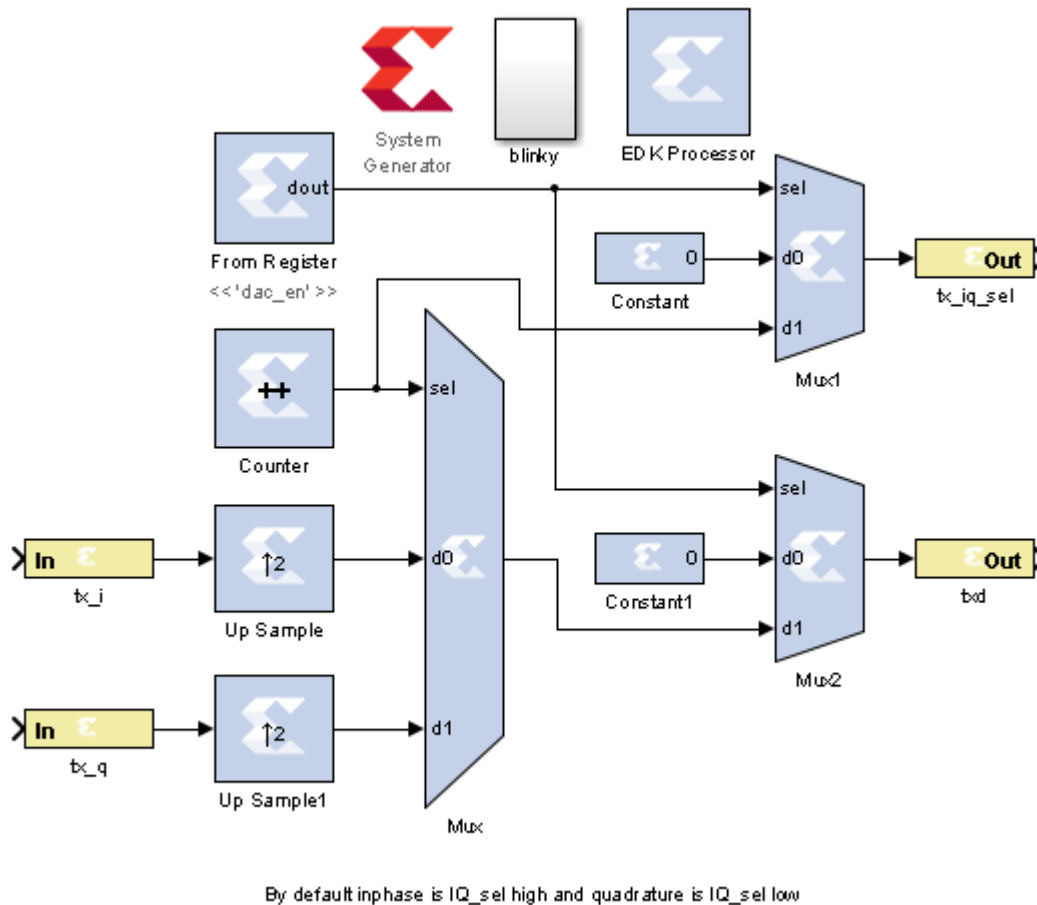 System
Generator
blinky
EDK Processor
dout
From Register
<<'dac_en'>>
sel
d0
d1
Mux1
0
Constant
Out
tx_iq_sel
++
Counter
sel
d0
d1
Mux
In
tx_i
↑2
Up Sample
In
tx_q
↑2
Up Sample1
0
Constant1
sel
d0
d1
Mux2
Out
txd
By default inphase is IQ_sel high and quadrature is IQ_sel low